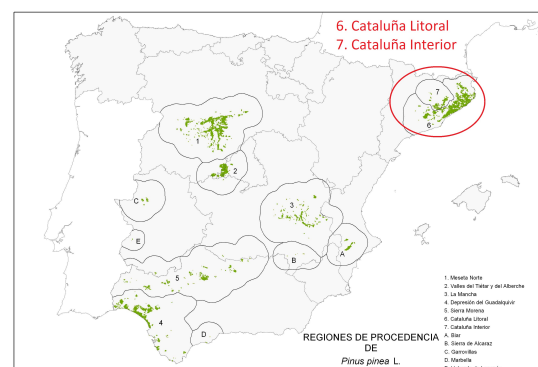 6. Cataluña Litoral
7. Cataluña Interior
7
6
1
2
C
3
E
A
B
5
4
D
1. Meseta Norte
2. Valles del Tiétar y del Alberche
3. La Mancha
4. Depresión del Guadalquivir
5. Sierra Morena
6. Cataluña Litoral
7. Cataluña Interior
A. Biar
B. Sierra de Alcaraz
C. Garrovillas
D. Marbella
REGIONES DE PROCEDENCIA
DE
Pinus pinea L.